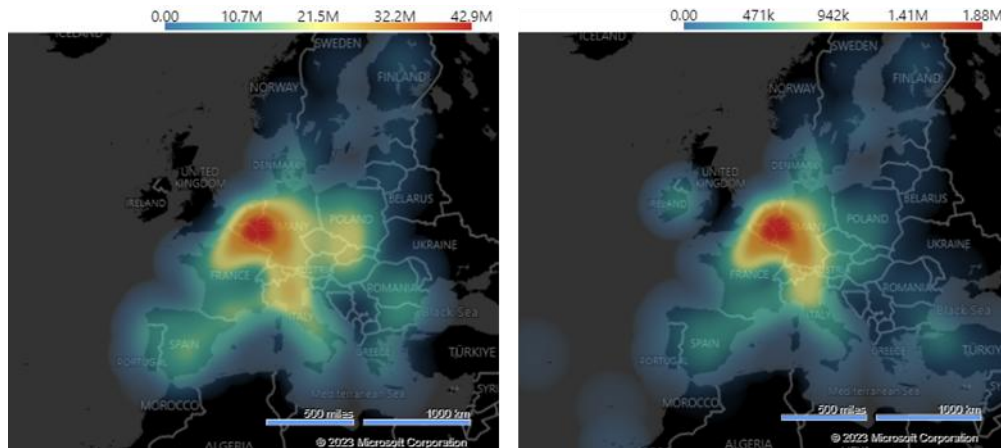 0.00 10.7M 21.5M 32.2M 42.9M
ICELAND
SWEDEN
FINLAND
NORWAY
DENMARK
UNITED
KINGDOM
IRELAND
BELARUS
POLAND
UKRAINE
FRANCE
ROMANIA
ITALY
Black Sea
SPAIN
PORTUGAL
GREECE
TÜRKIYE
Mediterranean Sea
SYRI
MOROCCO
500 miles 1000 km
ALGERIA
© 2023 Microsoft Corporation
0.00 471k 942k 1.41M 1.88M
ICELAND
SWEDEN
FINLAND
NORWAY
DENMARK
UNITED
KINGDOM
IRELAND
BELARUS
POLAND
UKRAINE
FRANCE
ROMANIA
ITALY
Black Sea
SPAIN
PORTUGAL
GREECE
TÜRKIYE
Mediterranean Sea
SY
MOROCCO
500 miles 1000 km
ALGERIA
© 2023 Microsoft Corporation